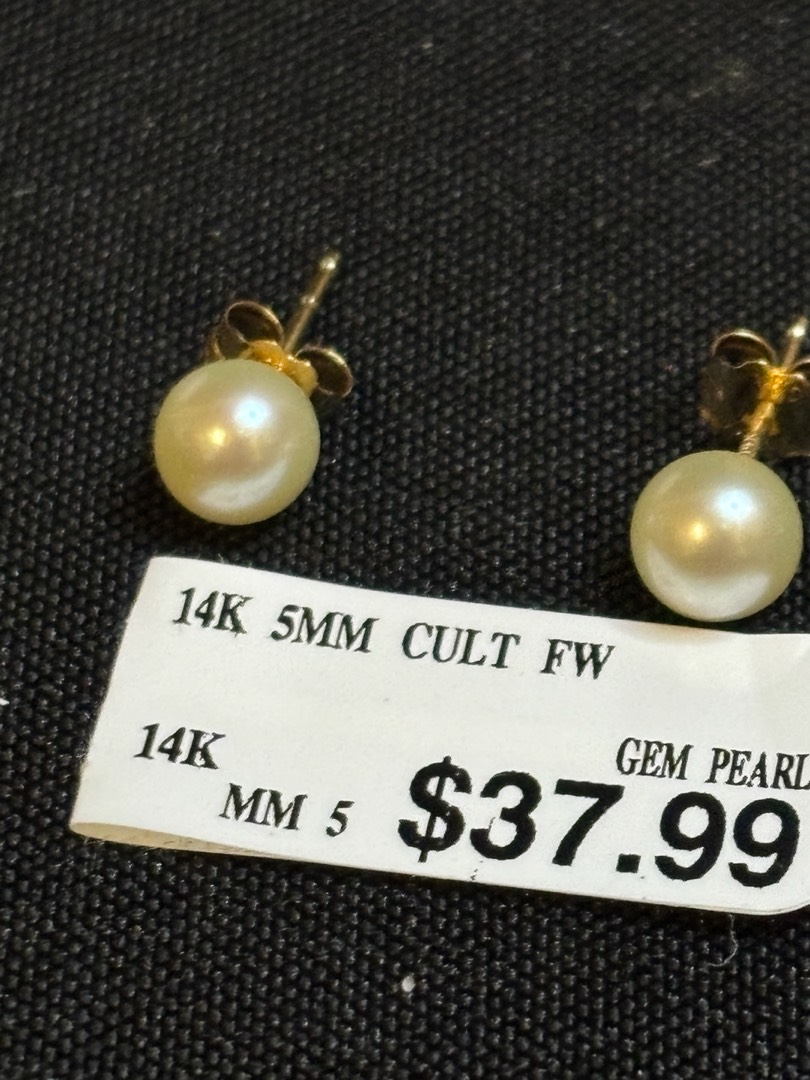 14K 5MM CULT FW
14K
GEM PEARL
MM 5
$37.99